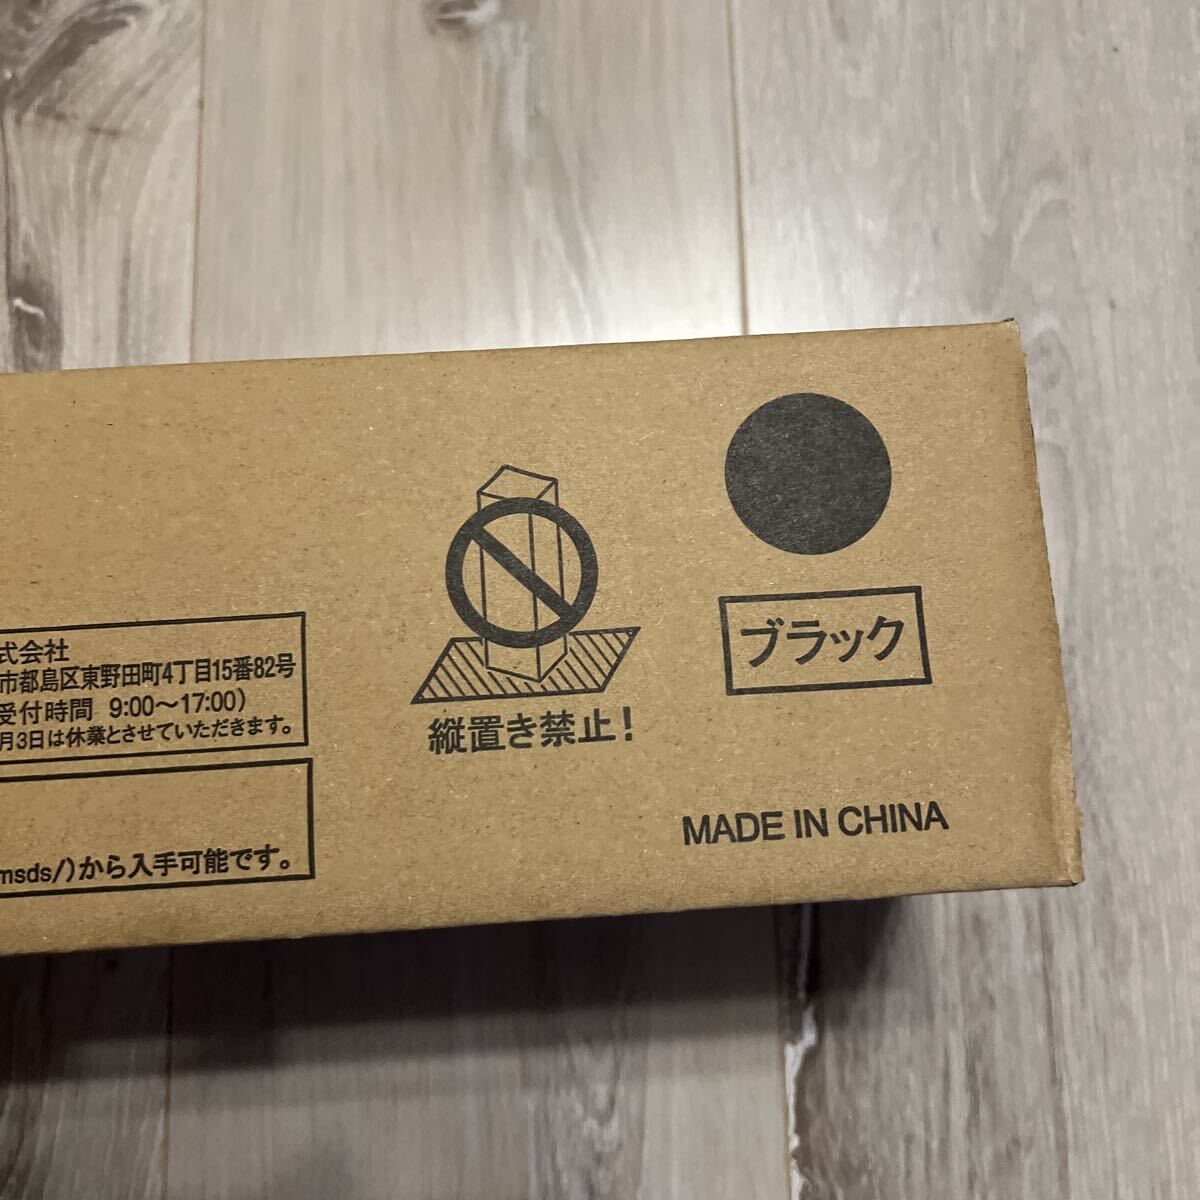 式会社
市都島区東野田町4丁目15番82号
受付時間 9:00～17:00)
月3日は休業とさせていただきます。
msds/)から入手可能です。
縦置き禁止!
ブラック
MADE IN CHINA